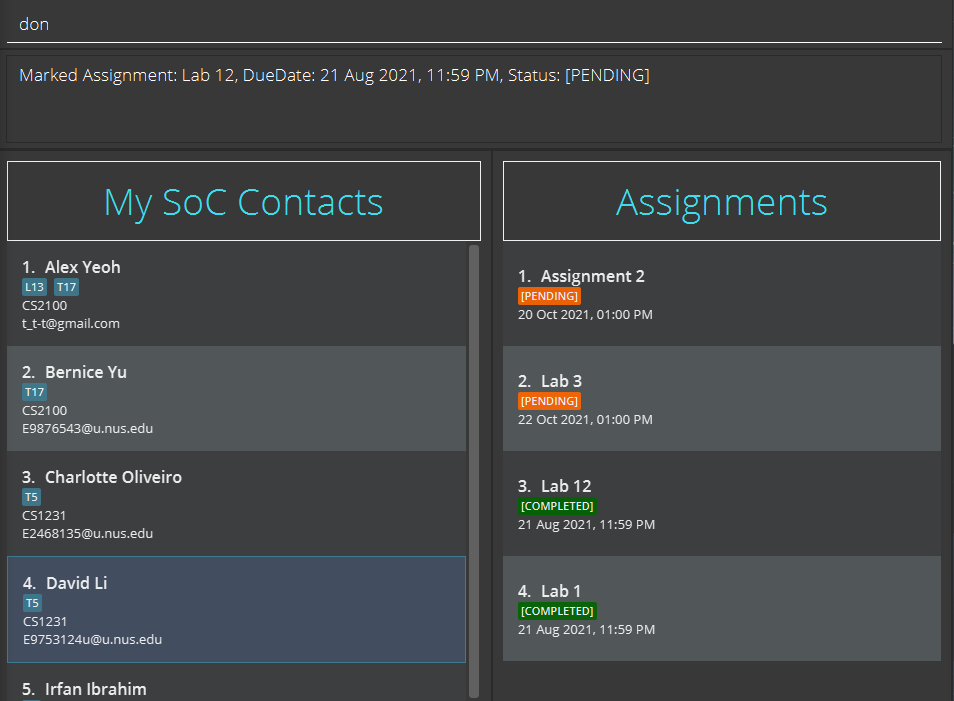 don
Marked Assignment: Lab 12, DueDate: 21 Aug 2021, 11:59 PM, Status: [PENDING]
My SoC Contacts
1. Alex Yeoh
L13 T17
CS2100
t_t-t@gmail.com
2. Bernice Yu
T17
CS2100
E9876543@u.nus.edu
3. Charlotte Oliveiro
T5
CS1231
E2468135@u.nus.edu
4. David Li
T5
CS1231
E9753124u@u.nus.edu
5. Irfan Ibrahim
Assignments
1. Assignment 2
[PENDING]
20 Oct 2021, 01:00 PM
2. Lab 3
[PENDING]
22 Oct 2021, 01:00 PM
3. Lab 12
[COMPLETED]
21 Aug 2021, 11:59 PM
4. Lab 1
[COMPLETED]
21 Aug 2021, 11:59 PM